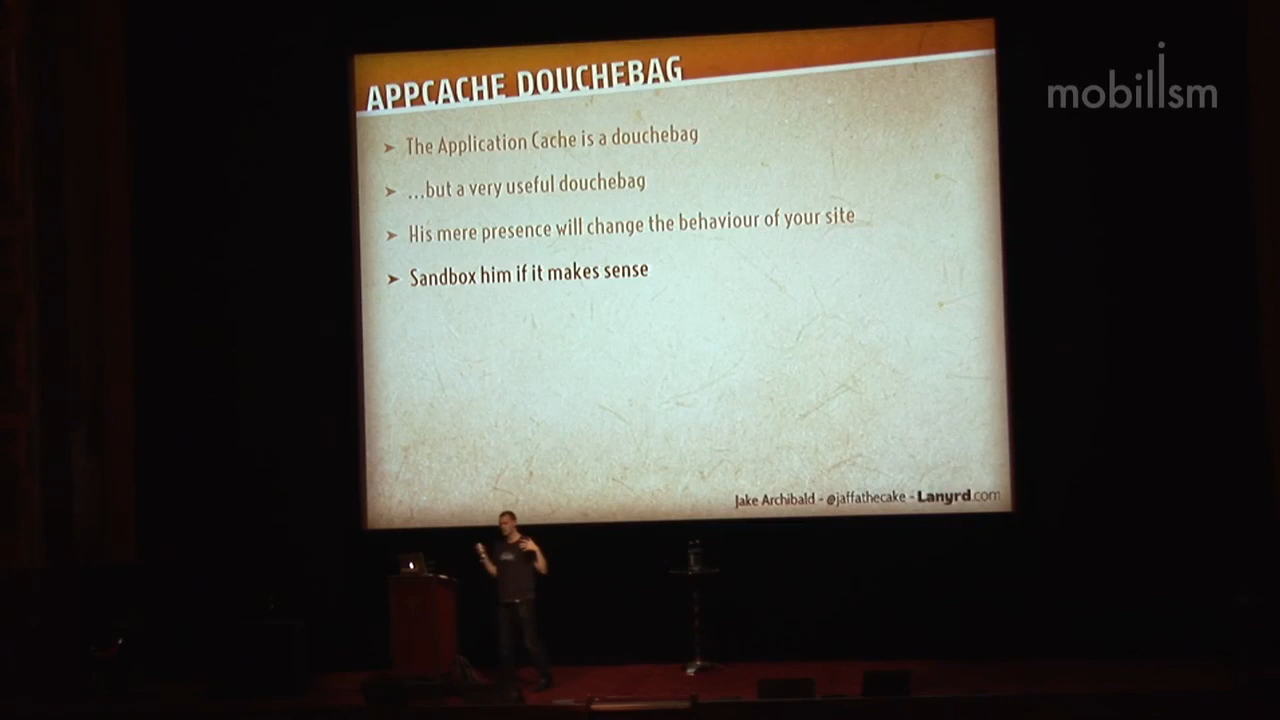 APPCACHE DOUCHEBAG
mobilism
➤ The Application Cache is a douchebag
➤ ...but a very useful douchebag
➤ His mere presence will change the behaviour of your site
➤ Sandbox him if it makes sense
Jake Archibald - @jaffathecake - Lanyrd.com